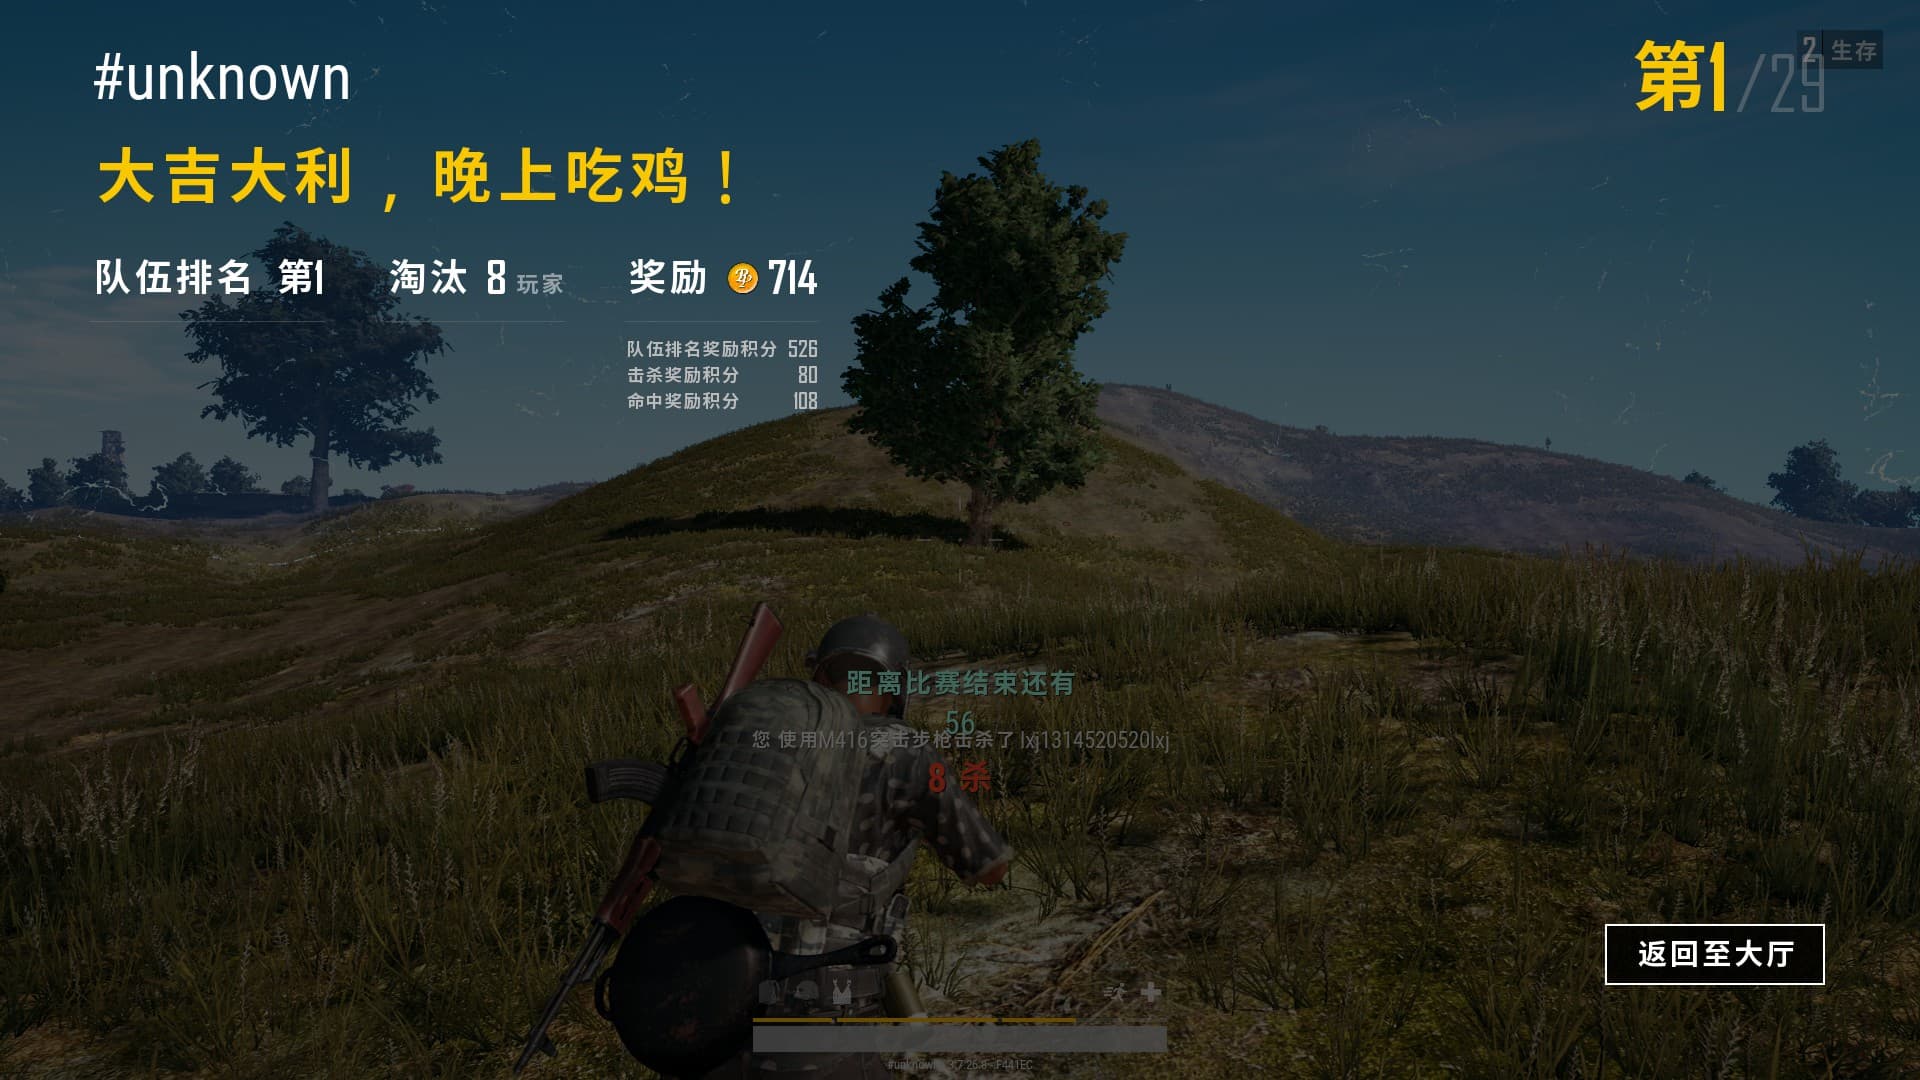 #unknown
第1/29
2 生存
大吉大利，晚上吃鸡！
队伍排名 第1 淘汰 8 玩家 奖励 714
队伍排名奖励积分 526
击杀奖励积分 80
命中奖励积分 108
距离比赛结束还有
56
您 使用M416突击步枪击杀了 lxj1314520520lxj
8 杀
返回至大厅